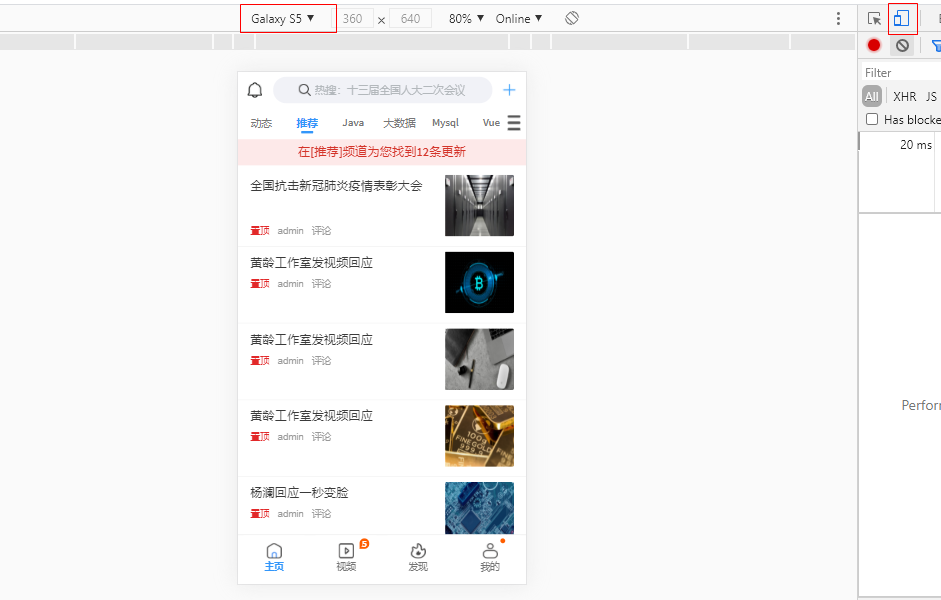 Galaxy S5 ▼ 360 × 640 80% ▼ Online ▼
热搜：十三届全国人大二次会议
动态 推荐 Java 大数据 Mysql Vue
在[推荐]频道为您找到12条更新
全国抗击新冠肺炎疫情表彰大会
置顶 admin 评论
黄龄工作室发视频回应
置顶 admin 评论
黄龄工作室发视频回应
置顶 admin 评论
100g
FINE GOLD
999.9
黄龄工作室发视频回应
置顶 admin 评论
杨澜回应一秒变脸
置顶 admin 评论
5
主页 视频 发现 我的
Filter
All XHR JS
Has blocke
20 ms
Perfor